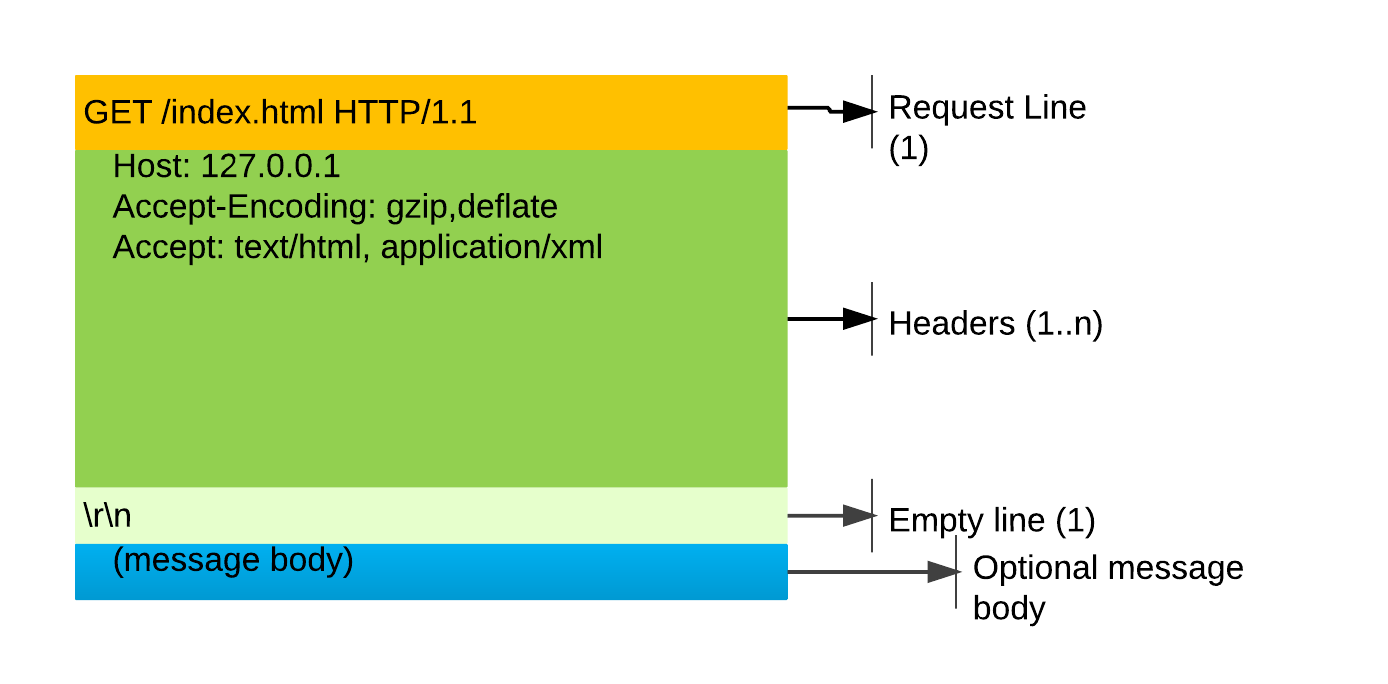 GET /index.html HTTP/1.1
Request Line
(1)
Host: 127.0.0.1
Accept-Encoding: gzip,deflate
Accept: text/html, application/xml
Headers (1..n)
\r\n
Empty line (1)
(message body)
Optional message
body